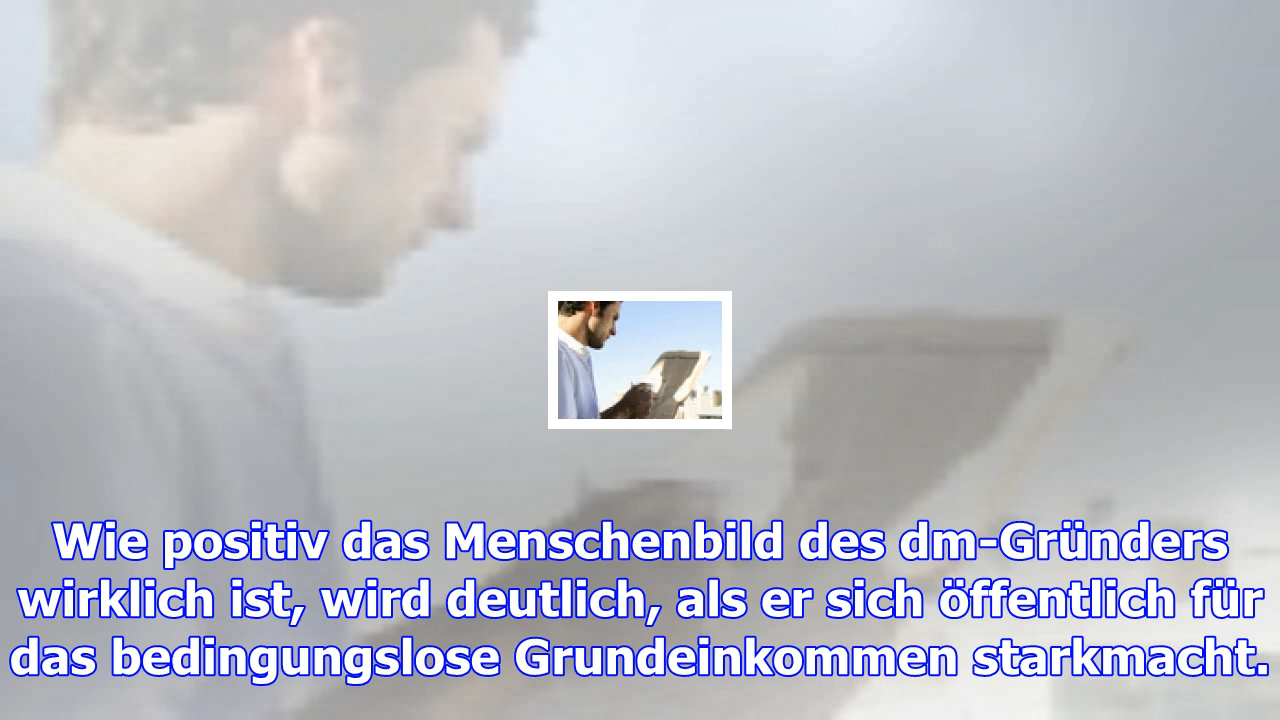 Wie positiv das Menschenbild des dm-Gründers
wirklich ist, wird deutlich, als er sich öffentlich für
das bedingungslose Grundeinkommen starkmacht.